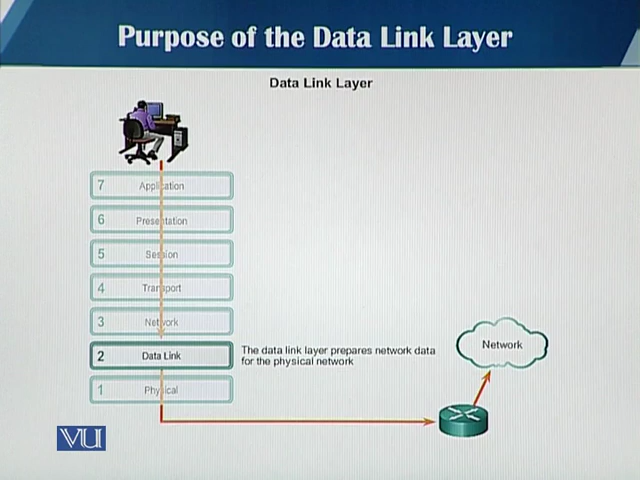 Purpose of the Data Link Layer
Data Link Layer
7 Application
6 Presentation
5 Session
4 Transport
3 Network
2 Data Link
The data link layer prepares network data
for the physical network
1 Physical
Network
VU